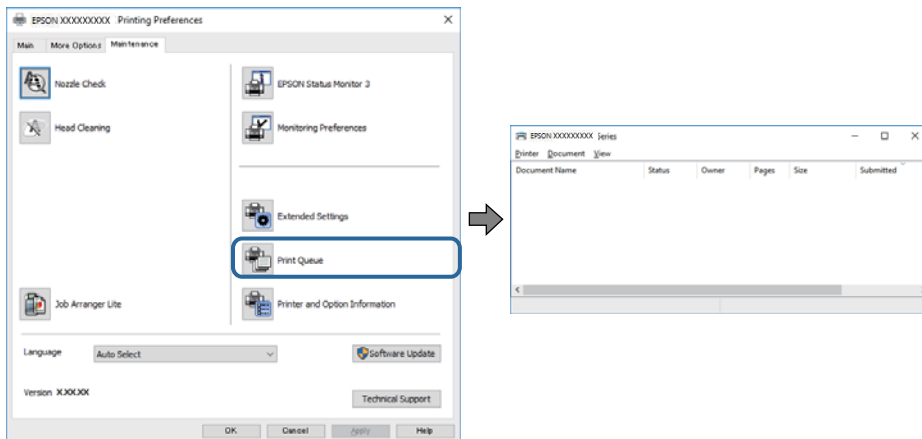 EPSON XXXXXXXXX Printing Preferences
Main More Options Maintenance
Nozzle Check
EPSON Status Monitor 3
Head Cleaning
Monitoring Preferences
Extended Settings
Print Queue
Job Arranger Lite
Printer and Option Information
Language Auto Select
Software Update
Version X.XX.XX
Technical Support
OK Cancel Apply Help
EPSON XXXXXXXXX Series
Printer Document View
Document Name Status Owner Pages Size Submitted